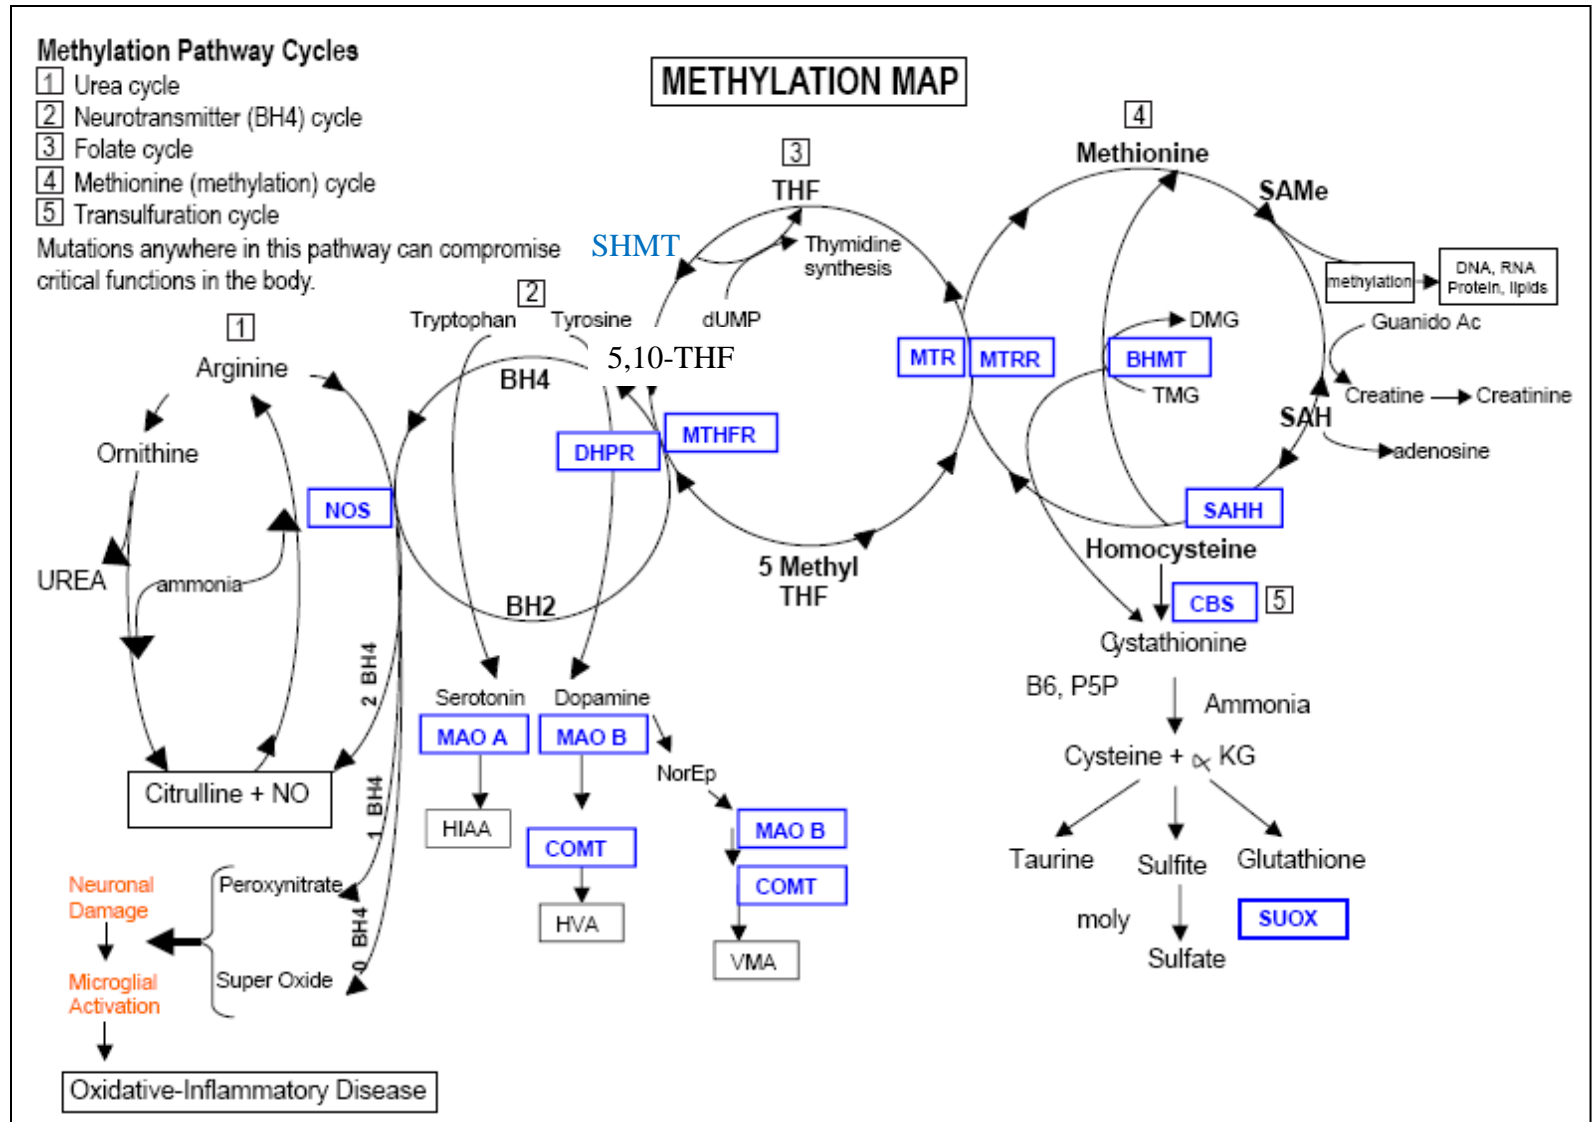 Methylation Pathway Cycles
1 Urea cycle
2 Neurotransmitter (BH4) cycle
3 Folate cycle
4 Methionine (methylation) cycle
5 Transulfuration cycle
Mutations anywhere in this pathway can compromise
critical functions in the body.
METHYLATION MAP
1
Arginine
Ornithine
NOS
UREA
ammonia
Citrulline + NO
2 BH4
1 BH4
0 BH4
Peroxynitrate
Super Oxide
Neuronal
Damage
Microglial
Activation
Oxidative-Inflammatory Disease
2
Tryptophan
Tyrosine
BH4
DHPR
BH2
Serotonin
Dopamine
MAO A
MAO B
NorEp
HIAA
COMT
HVA
MAO B
COMT
VMA
3
THF
SHMT
Thymidine
synthesis
dUMP
5,10-THF
MTHFR
5 Methyl
THF
MTR
MTRR
4
Methionine
SAMe
methylation
DNA, RNA
Protein, lipids
Guanido Ac
DMG
BHMT
TMG
Creatine
Creatinine
SAH
adenosine
SAHH
Homocysteine
CBS
5
Cystathionine
B6, P5P
Ammonia
Cysteine + α KG
Taurine
Sulfite
Glutathione
moly
SUOX
Sulfate